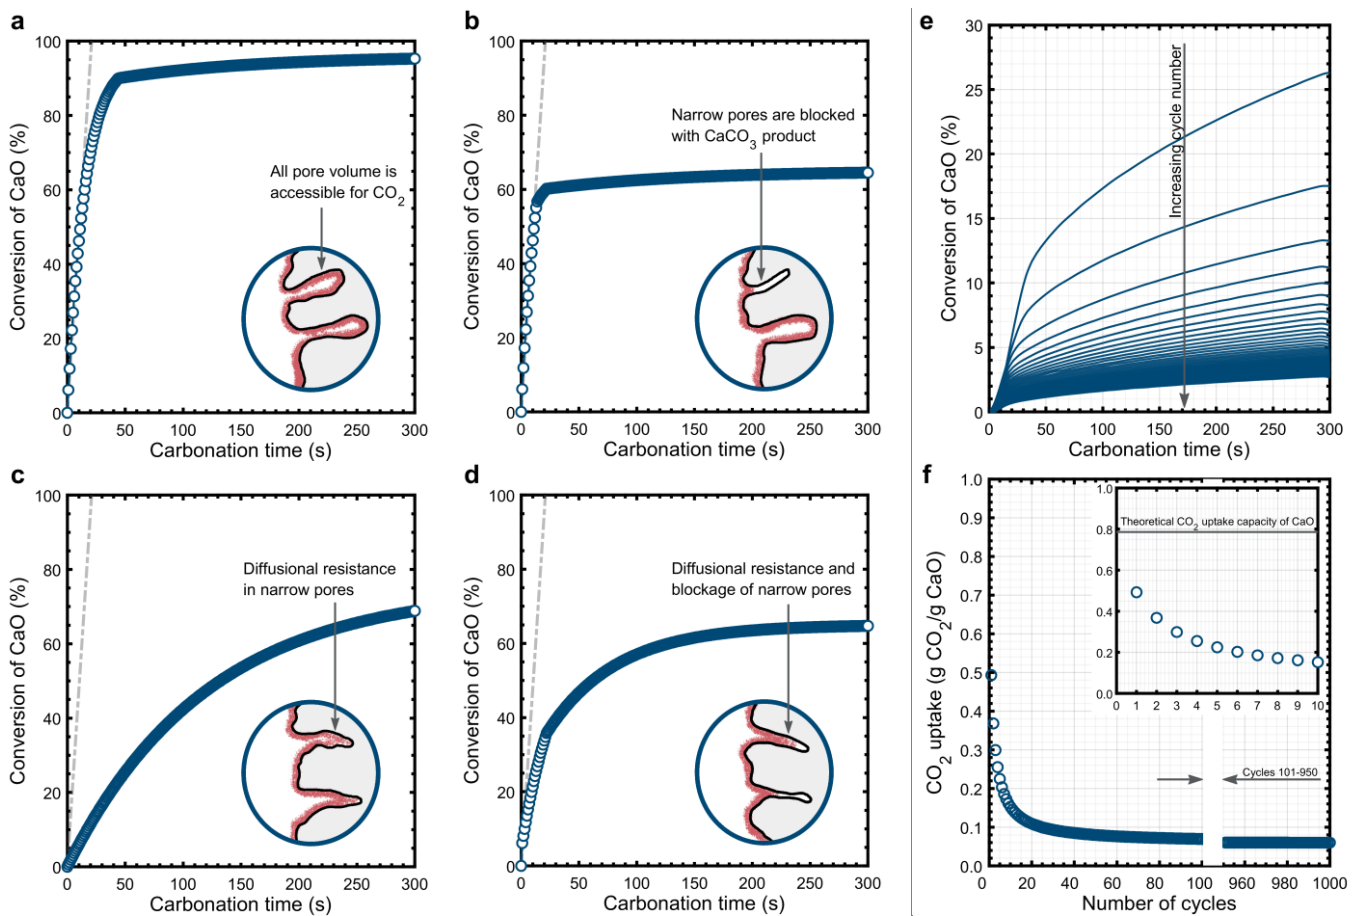 a
100
80
60
40
20
0
Conversion of CaO (%)
All pore volume is
accessible for CO2
0 50 100 150 200 250 300
Carbonation time (s)
b
100
80
60
40
20
0
Conversion of CaO (%)
Narrow pores are blocked
with CaCO3 product
0 50 100 150 200 250 300
Carbonation time (s)
c
100
80
60
40
20
0
Conversion of CaO (%)
Diffusional resistance
in narrow pores
0 50 100 150 200 250 300
Carbonation time (s)
d
100
80
60
40
20
0
Conversion of CaO (%)
Diffusional resistance and
blockage of narrow pores
0 50 100 150 200 250 300
Carbonation time (s)
e
30
25
20
15
10
5
0
Conversion of CaO (%)
Increasing cycle number
0 50 100 150 200 250 300
Carbonation time (s)
f
1.0
0.9
0.8
0.7
0.6
0.5
0.4
0.3
0.2
0.1
0.0
CO2 uptake (g CO2/g CaO)
1.0
0.8
0.6
0.4
0.2
0.0
Theoretical CO2 uptake capacity of CaO
0 1 2 3 4 5 6 7 8 9 10
Cycles 101-950
0 20 40 60 80 100 960 980 1000
Number of cycles